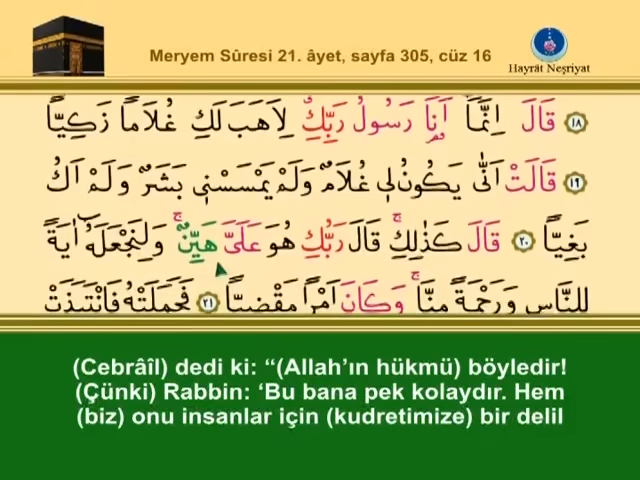 Meryem Sûresi 21. âyet, sayfa 305, cüz 16
Hayrât Neşriyat
﴿١٨﴾ قَالَ اِنَّمَٓا اَنَا۬ رَسُولُ رَبِّكِۗ لِاَهَبَ لَكِ غُلَامًا زَكِيًّا
﴿١٩﴾ قَالَتْ اَنّٰى يَكُونُ ل۪ي غُلَامٌ وَلَمْ يَمْسَسْن۪ي بَشَرٌ وَلَمْ اَكُ
بَغِيًّا ﴿٢٠﴾ قَالَ كَذٰلِكِۚ قَالَ رَبُّكِ هُوَ عَلَيَّ هَيِّنٌۚ وَلِنَجْعَلَهُٓ اٰيَةً
لِلنَّاسِ وَرَحْمَةً مِنَّاۚ وَكَانَ اَمْرًا مَقْضِيًّا ﴿٢١﴾ فَحَمَلَتْهُ فَانْتَبَذَتْ
(Cebrâîl) dedi ki: “(Allah’ın hükmü) böyledir!
(Çünki) Rabbin: ‘Bu bana pek kolaydır. Hem
(biz) onu insanlar için (kudretimize) bir delil